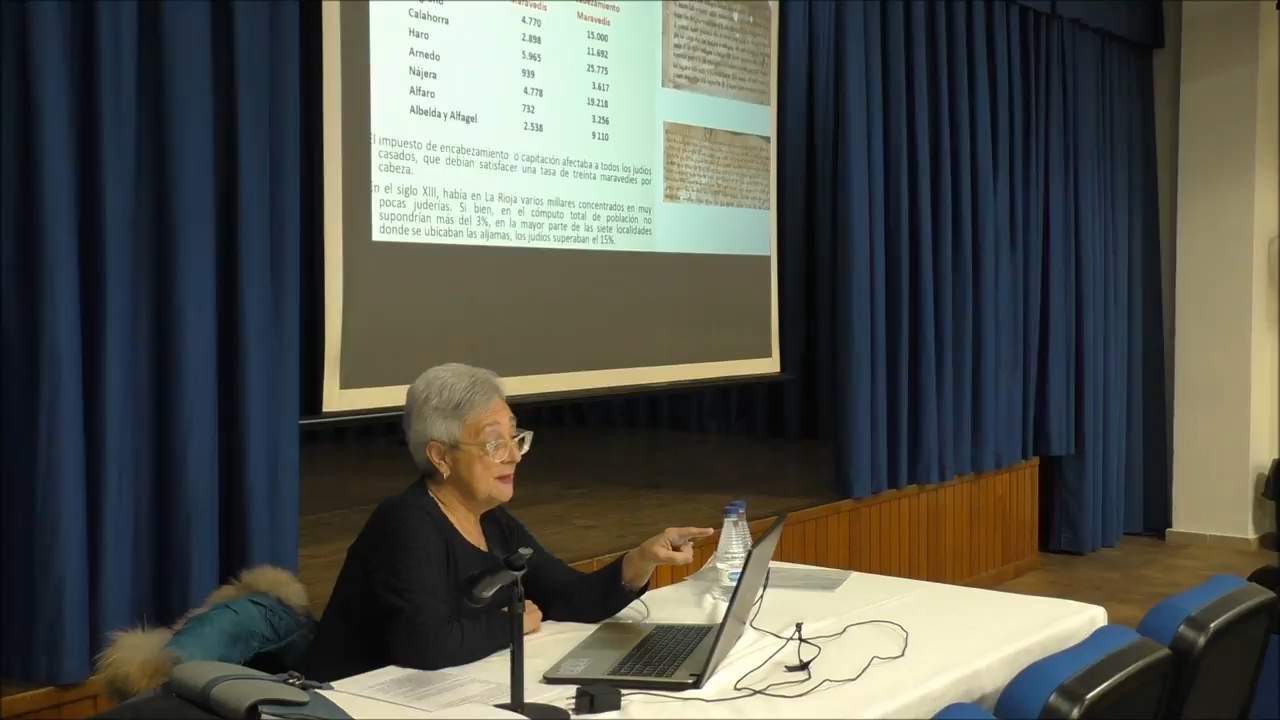 Maravedís
Maravedís
Calahorra 4.770 15.000
Haro 2.898 11.692
Arnedo 5.965 25.775
Nájera 939 3.617
Alfaro 4.778 19.218
Albelda y Alfagel 732 3.256
2.538 9 110
impuesto de encabezamiento o capitación afectaba a todos los judíos
casados, que debían satisfacer una tasa de treinta maravedíes por
cabeza.
En el siglo XIII, había en La Rioja varios millares concentrados en muy
pocas juderías. Si bien, en el cómputo total de población no
supondrían más del 3%, en la mayor parte de las siete localidades
donde se ubicaban las aljamas, los judíos superaban el 15%.